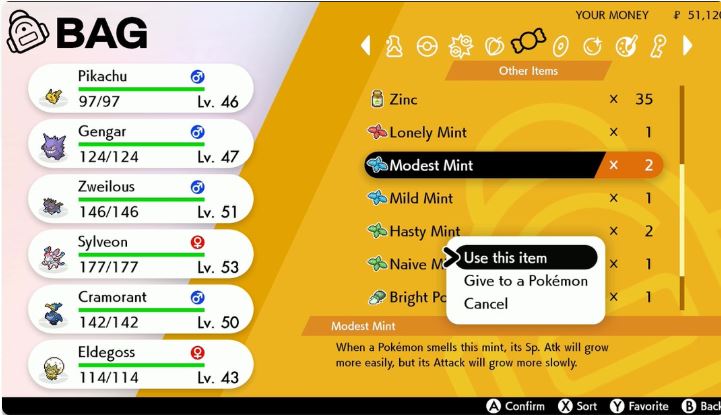 BAG
YOUR MONEY ₽ 51,12
Other Items
Pikachu ♂
97/97 Lv. 46
Gengar ♂
124/124 Lv. 47
Zweilous ♂
146/146 Lv. 51
Sylveon ♀
177/177 Lv. 53
Cramorant ♂
142/142 Lv. 50
Eldegoss ♀
114/114 Lv. 43
Zinc × 35
Lonely Mint × 1
Modest Mint × 2
Mild Mint × 1
Hasty Mint × 2
Naive M × 1
Bright Po × 1
Use this item
Give to a Pokémon
Cancel
Modest Mint
When a Pokémon smells this mint, its Sp. Atk will grow
more easily, but its Attack will grow more slowly.
A Confirm X Sort Y Favorite B Back